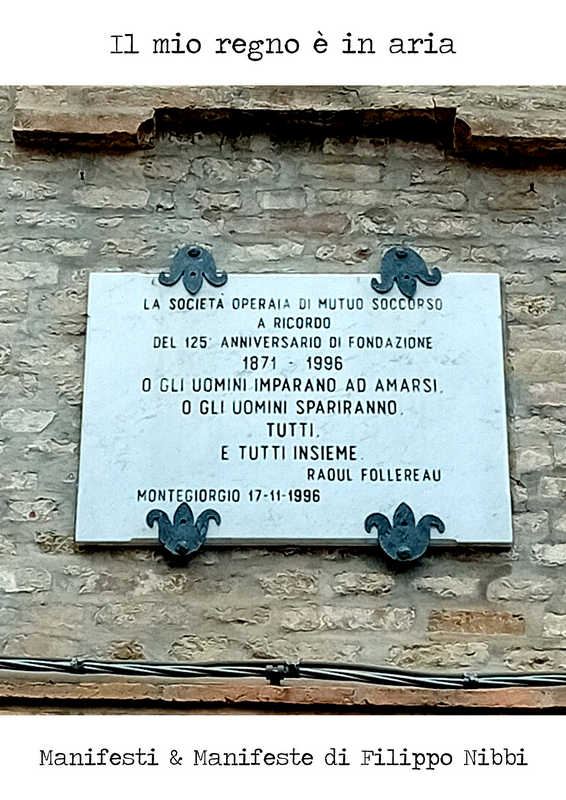 Il mio regno è in aria
LA SOCIETÀ OPERAIA DI MUTUO SOCCORSO
A RICORDO
DEL 125° ANNIVERSARIO DI FONDAZIONE
1871 - 1996
O GLI UOMINI IMPARANO AD AMARSI,
O GLI UOMINI SPARIRANNO,
TUTTI,
E TUTTI INSIEME.
RAOUL FOLLEREAU
MONTEGIORGIO 17-11-1996
Manifesti & Manifeste di Filippo Nibbi